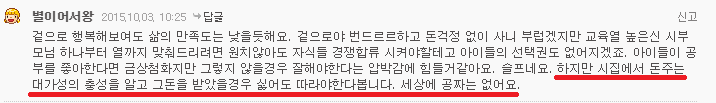 별이어서왕 2015.10.03, 10:25 답글 신고
겉으로 행복해보여도 삶의 만족도는 낮을듯해요. 겉으로야 번드르르하고 돈걱정 없이 사니 부럽겠지만 교육열 높은신 시부
모님 하나부터 열까지 맞춰드리려면 원치않아도 자식들 경쟁합류 시켜야할테고 아이들의 선택권도 없어지겠죠. 아이들이 공
부를 좋아한다면 금상첨화지만 그렇지 않을경우 잘해야한다는 압박감에 힘들거같아요. 슬프네요. 하지만 시집에서 돈주는
대가성의 충성을 알고 그돈을 받았을경우 싫어도 따라야한다봅니다. 세상에 공짜는 없어요.